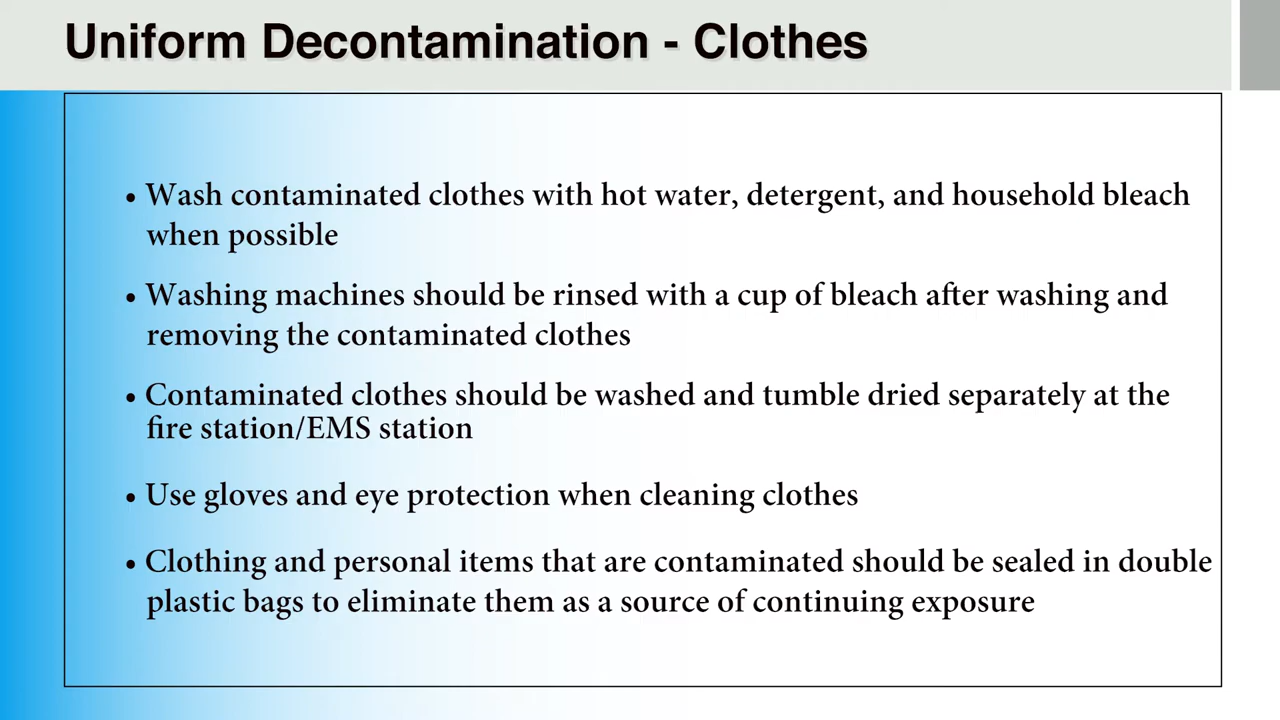 Uniform Decontamination - Clothes
• Wash contaminated clothes with hot water, detergent, and household bleach
when possible
• Washing machines should be rinsed with a cup of bleach after washing and
removing the contaminated clothes
• Contaminated clothes should be washed and tumble dried separately at the
fire station/EMS station
• Use gloves and eye protection when cleaning clothes
• Clothing and personal items that are contaminated should be sealed in double
plastic bags to eliminate them as a source of continuing exposure